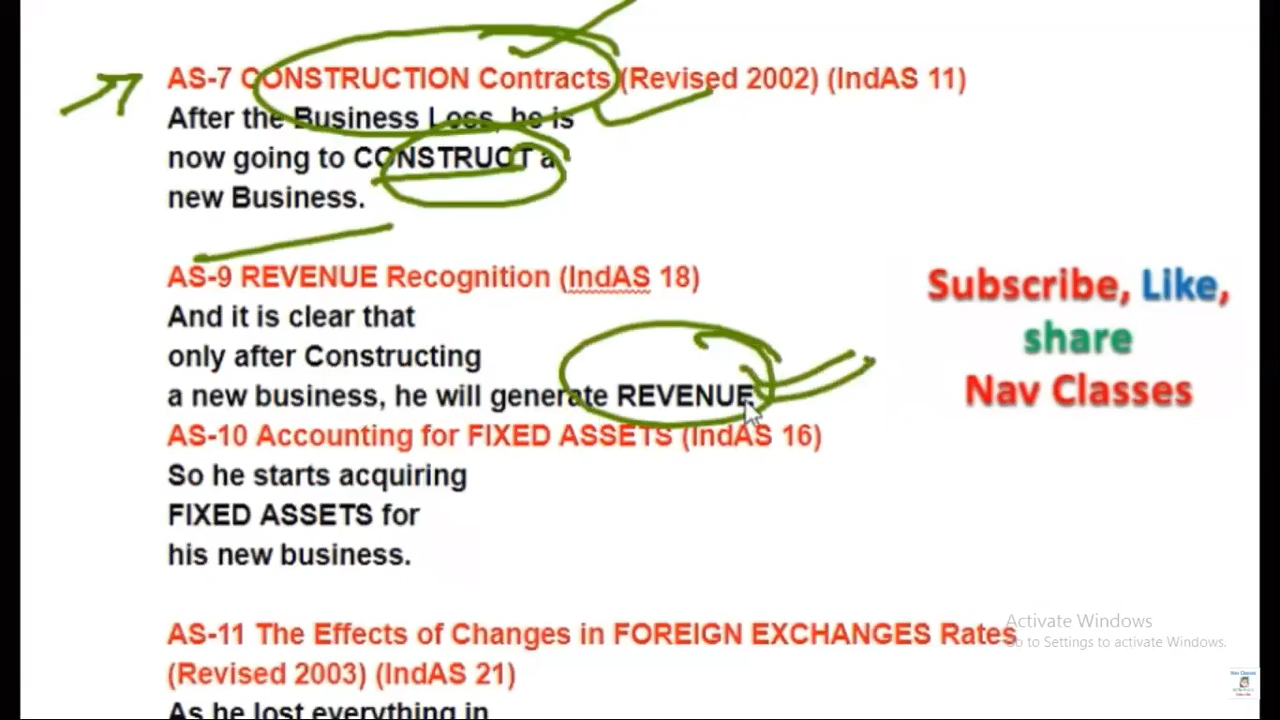 AS-7 CONSTRUCTION Contracts (Revised 2002) (IndAS 11)
After the Business Loss, he is
now going to CONSTRUCT a
new Business.
AS-9 REVENUE Recognition (IndAS 18)
And it is clear that
only after Constructing
a new business, he will generate REVENUE
AS-10 Accounting for FIXED ASSETS (IndAS 16)
So he starts acquiring
FIXED ASSETS for
his new business.
AS-11 The Effects of Changes in FOREIGN EXCHANGES Rates
(Revised 2003) (IndAS 21)
As he lost everything in
Subscribe, Like,
share
Nav Classes
Activate Windows
Go to Settings to activate Windows.
Nav Classes